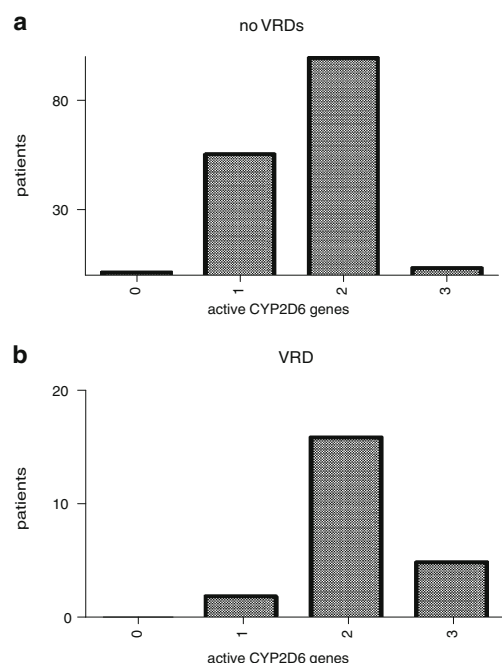 a
no VRDs
80
30
patients
0 1 2 3
active CYP2D6 genes
b
VRD
20
10
0
patients
0 1 2 3
active CYP2D6 genes